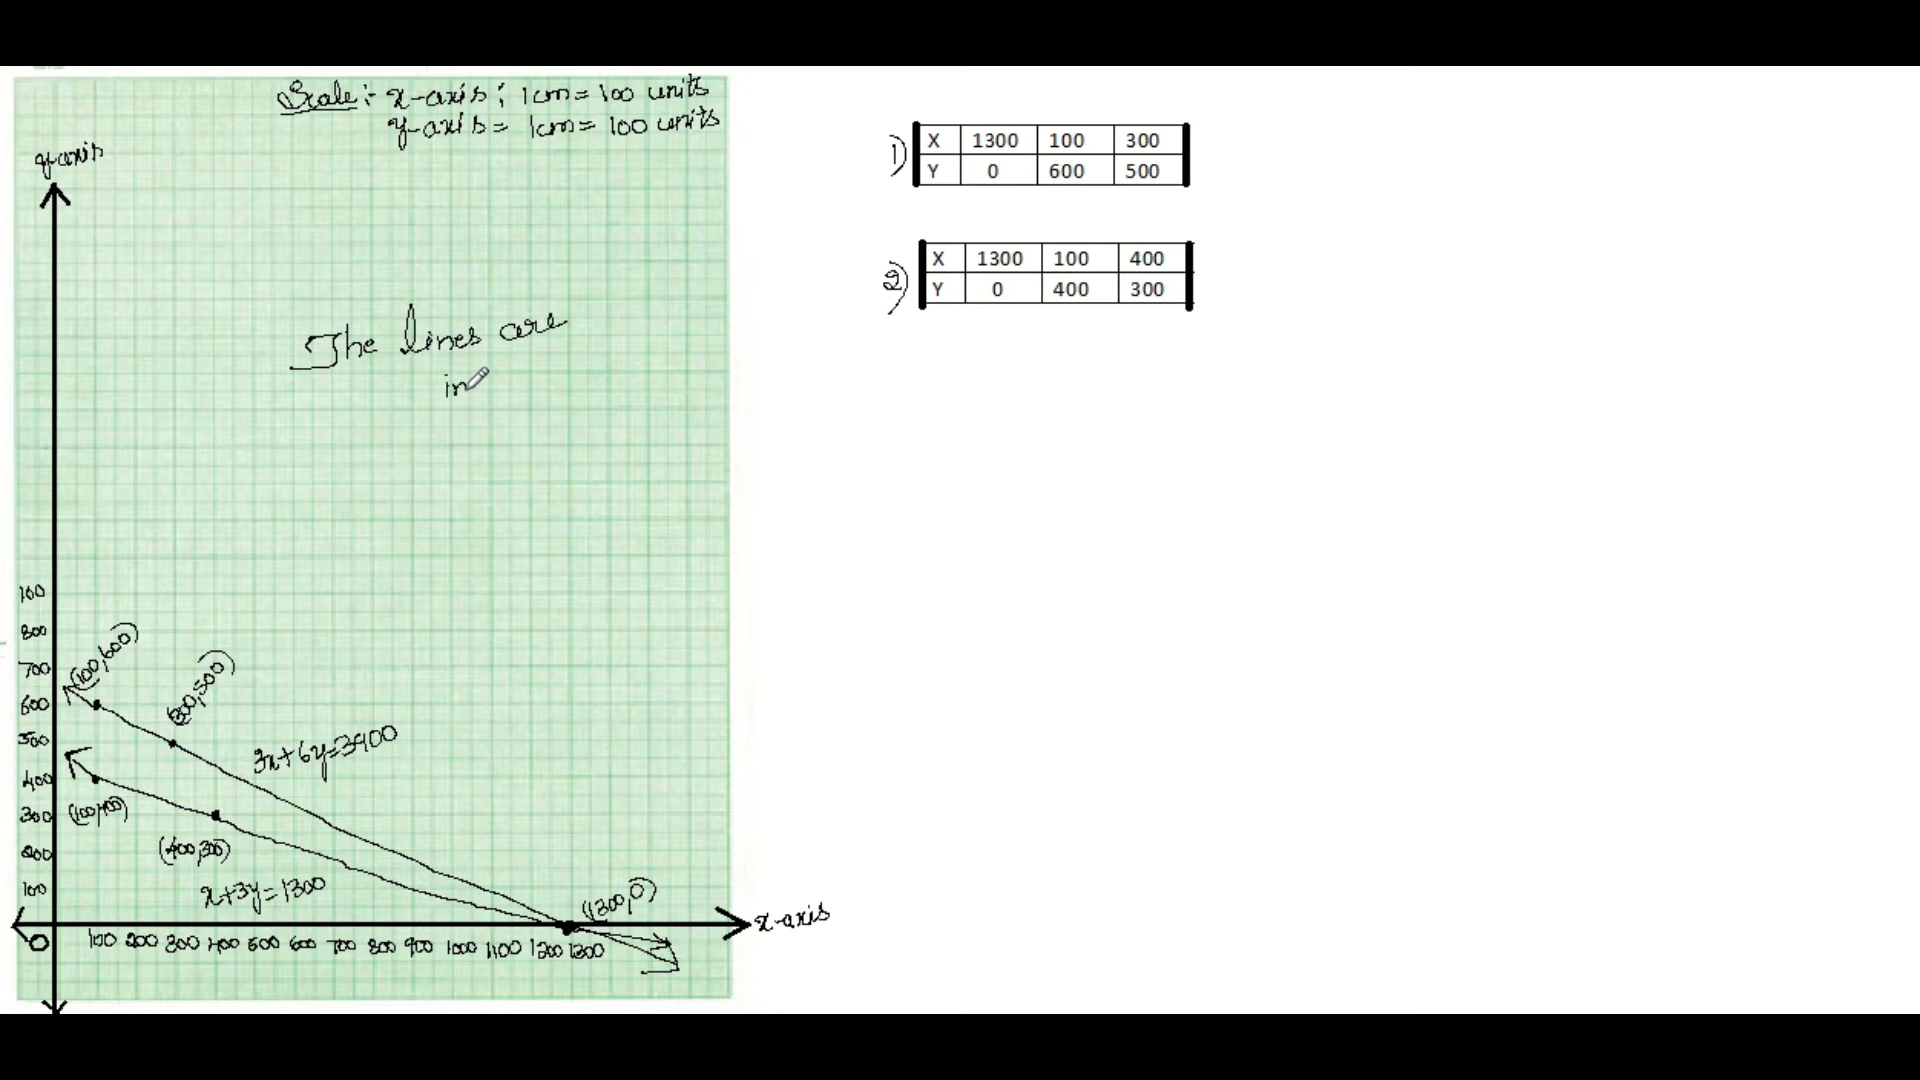 Scale:- x-axis: 1cm = 100 units
y-axis = 1cm = 100 units
y-axis
The lines are
in
100
800
700
600
500
400
300
200
100
(100,600)
(300,500)
3x+6y=3900
(100,400)
(400,300)
x+3y=1300
(1300,0)
x-axis
O 100 200 300 400 500 600 700 800 900 1000 1100 1200 1300
1)
X 1300 100 300
Y 0 600 500
2)
X 1300 100 400
Y 0 400 300